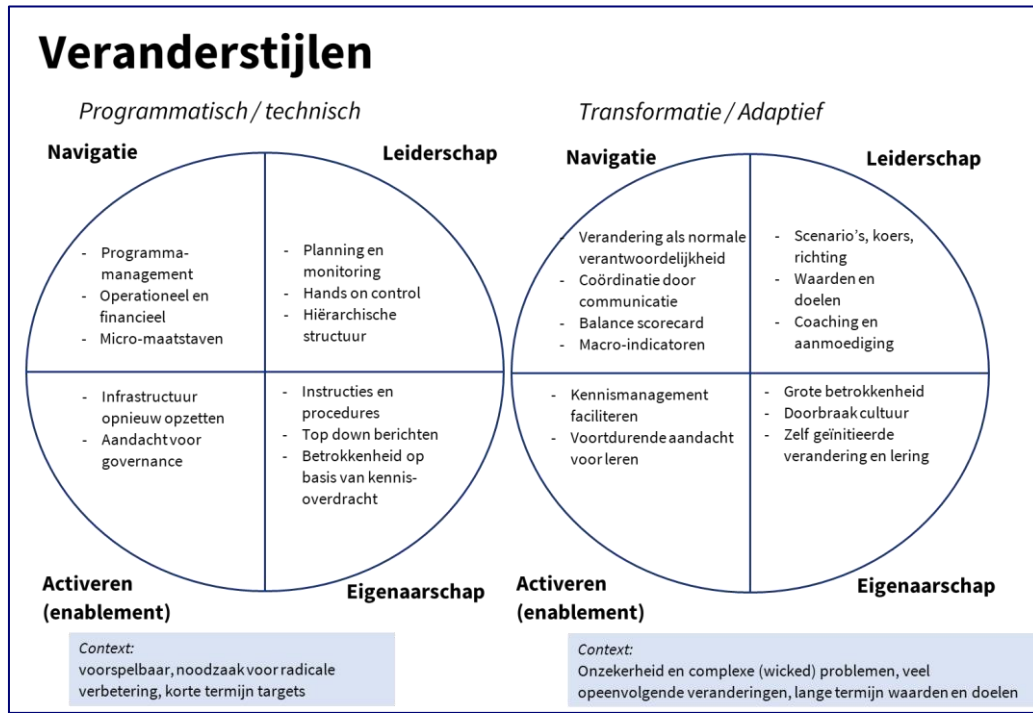 Veranderstijlen
Programmatisch / technisch
Navigatie
Leiderschap
- Programma-
management
- Operationeel en
financieel
- Micro-maatstaven
- Planning en
monitoring
- Hands on control
- Hiërarchische
structuur
- Infrastructuur
opnieuw opzetten
- Aandacht voor
governance
- Instructies en
procedures
- Top down berichten
- Betrokkenheid op
basis van kennis-
overdracht
Activeren
(enablement)
Eigenaarschap
Context:
voorspelbaar, noodzaak voor radicale
verbetering, korte termijn targets
Transformatie / Adaptief
Navigatie
Leiderschap
- Verandering als normale
verantwoordelijkheid
- Coördinatie door
communicatie
- Balance scorecard
- Macro-indicatoren
- Scenario's, koers,
richting
- Waarden en
doelen
- Coaching en
aanmoediging
- Kennismanagement
faciliteren
- Voortdurende aandacht
voor leren
- Grote betrokkenheid
- Doorbraak cultuur
- Zelf geïnitieerde
verandering en lering
Activeren
(enablement)
Eigenaarschap
Context:
Onzekerheid en complexe (wicked) problemen, veel
opeenvolgende veranderingen, lange termijn waarden en doelen